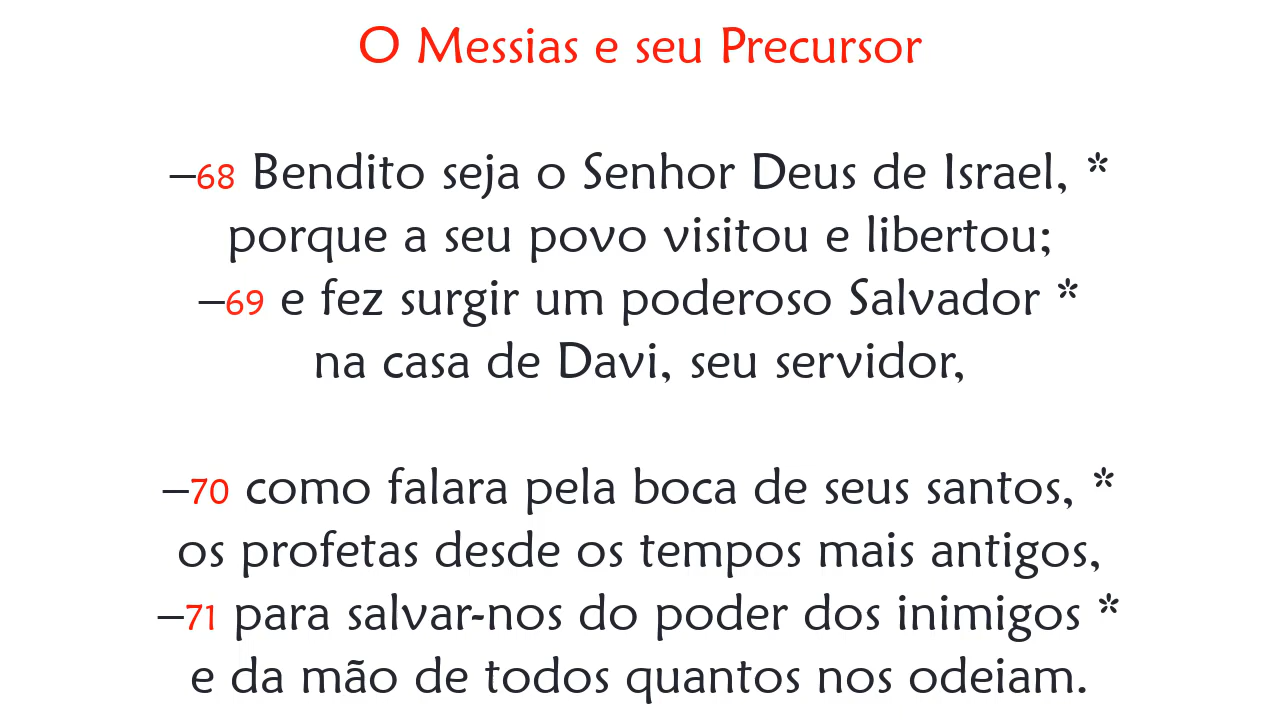 O Messias e seu Precursor
–68 Bendito seja o Senhor Deus de Israel, *
porque a seu povo visitou e libertou;
–69 e fez surgir um poderoso Salvador *
na casa de Davi, seu servidor,
–70 como falara pela boca de seus santos, *
os profetas desde os tempos mais antigos,
–71 para salvar-nos do poder dos inimigos *
e da mão de todos quantos nos odeiam.